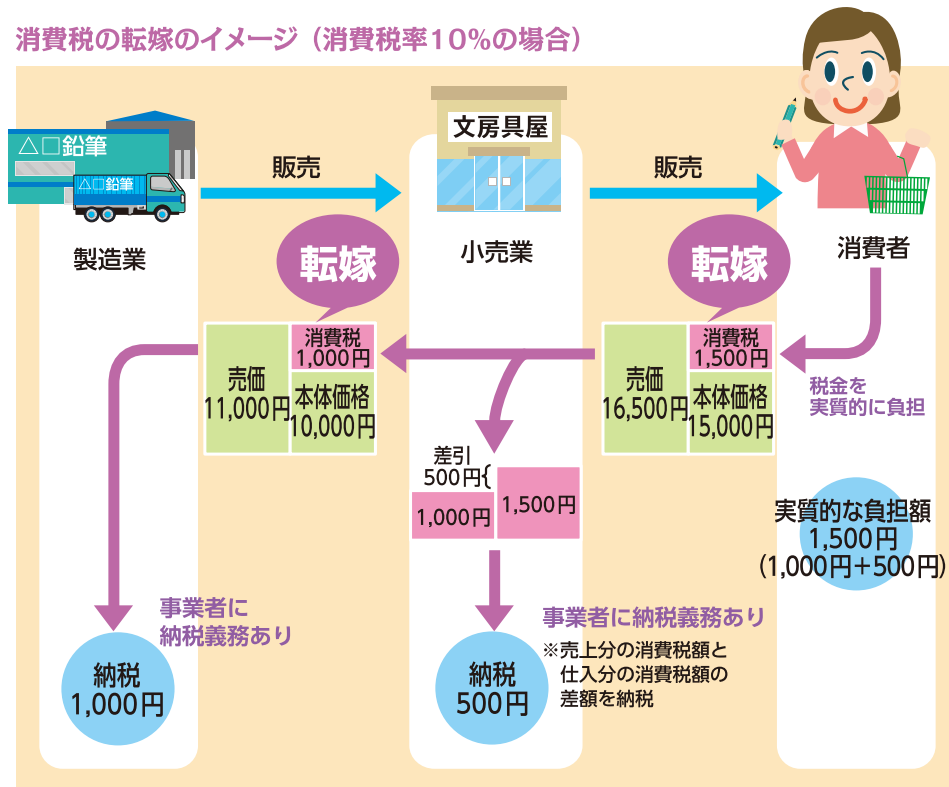 消費税の転嫁のイメージ（消費税率10%の場合）
△□鉛筆
△□鉛筆
製造業
販売
文房具屋
小売業
販売
消費者
転嫁
転嫁
売価
11,000円
消費税
1,000円
本体価格
10,000円
売価
16,500円
消費税
1,500円
本体価格
15,000円
税金を
実質的に負担
差引
500円{
1,000円
1,500円
実質的な負担額
1,500円
(1,000円＋500円)
事業者に
納税義務あり
納税
1,000円
事業者に納税義務あり
※売上分の消費税額と
仕入分の消費税額の
差額を納税
納税
500円